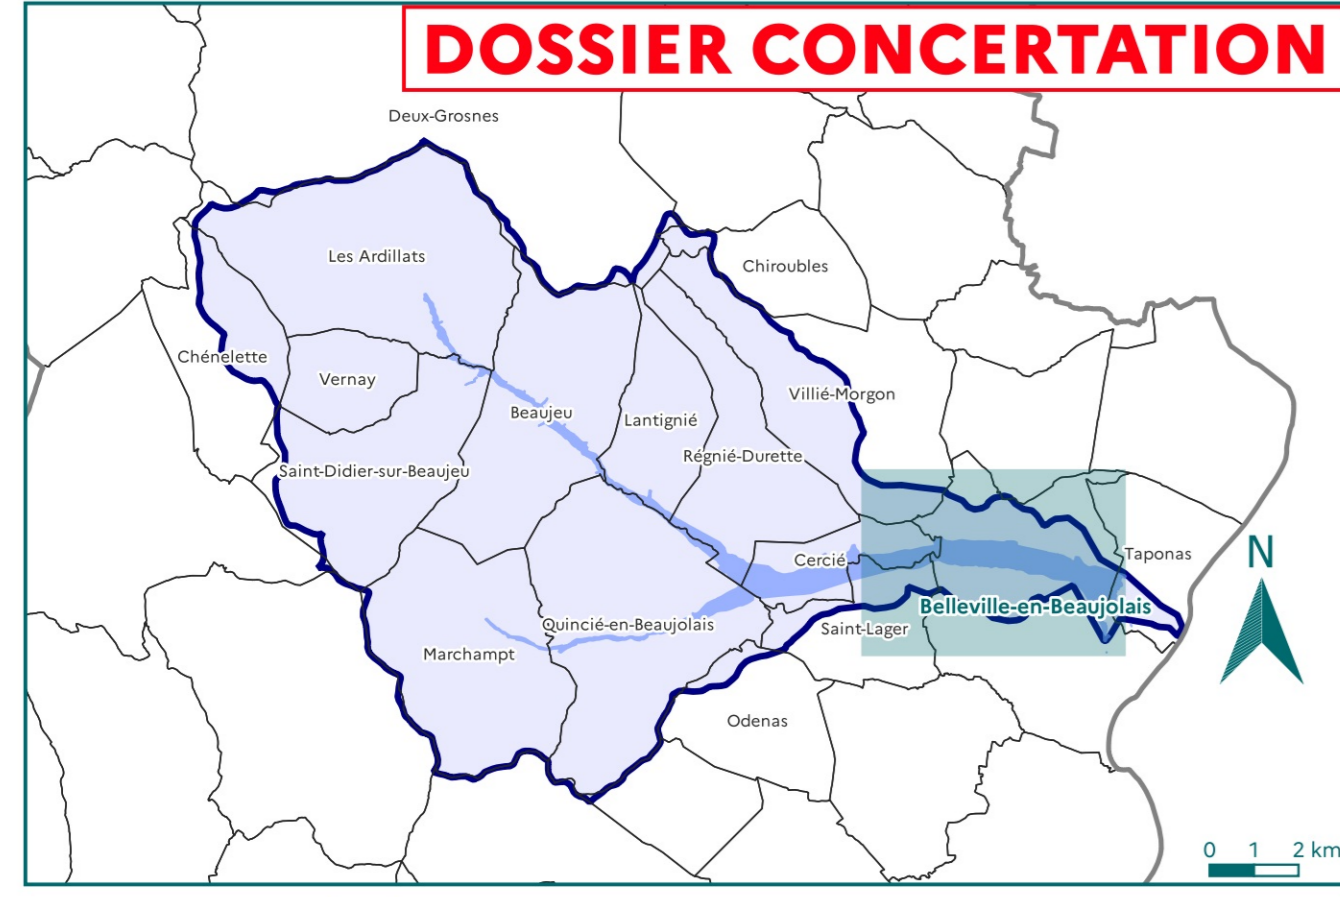 DOSSIER CONCERTATION
Deux-Grosnes
Les Ardillats
Chiroubles
Chénelette
Vernay
Villié-Morgon
Beaujeu
Lantignié
Régnié-Durette
Saint-Didier-sur-Beaujeu
Cercié
Taponas
N
Belleville-en-Beaujolais
Quincié-en-Beaujolais
Saint-Lager
Marchampt
Odenas
0 1 2 km